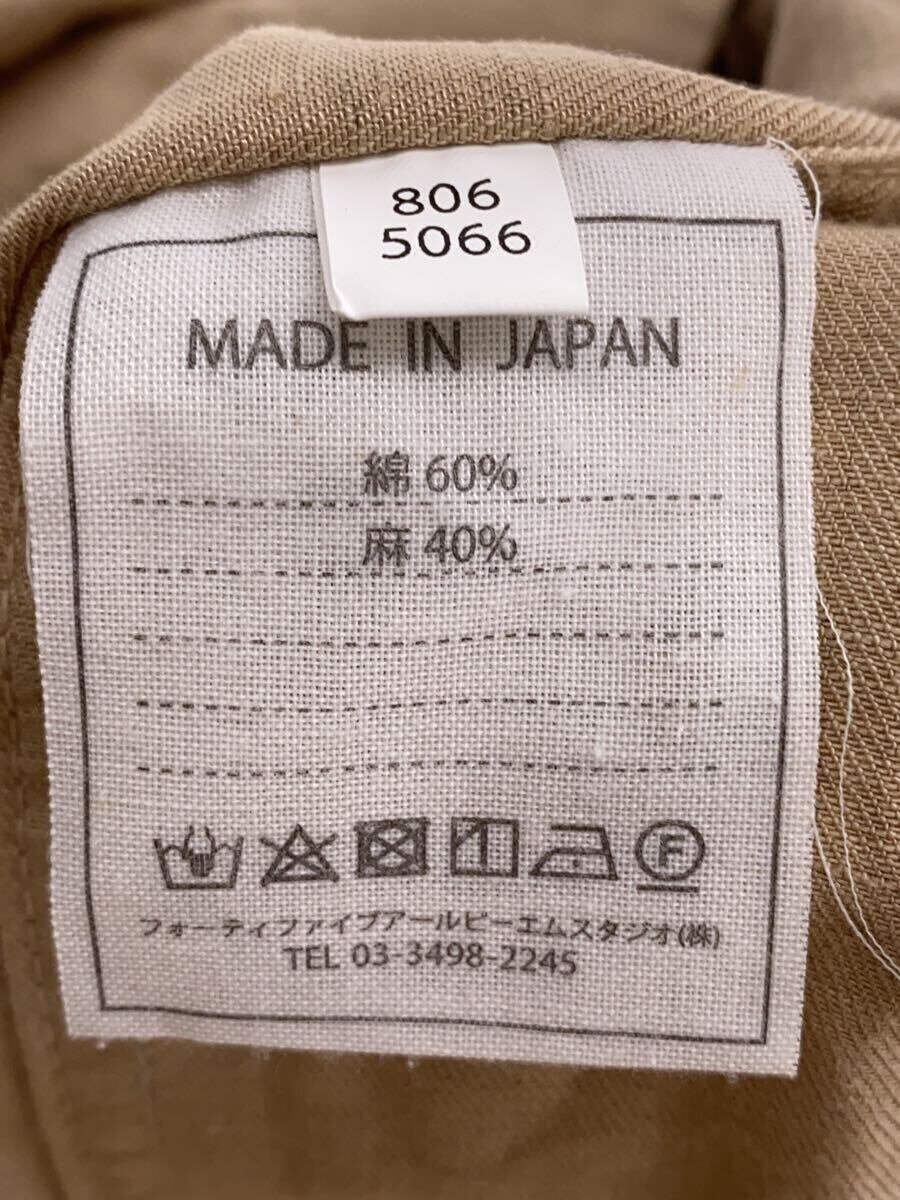 806
5066
MADE IN JAPAN
綿 60%
麻 40%
F
フォーティファイブアールピーエムスタジオ(株)
TEL 03-3498-2245